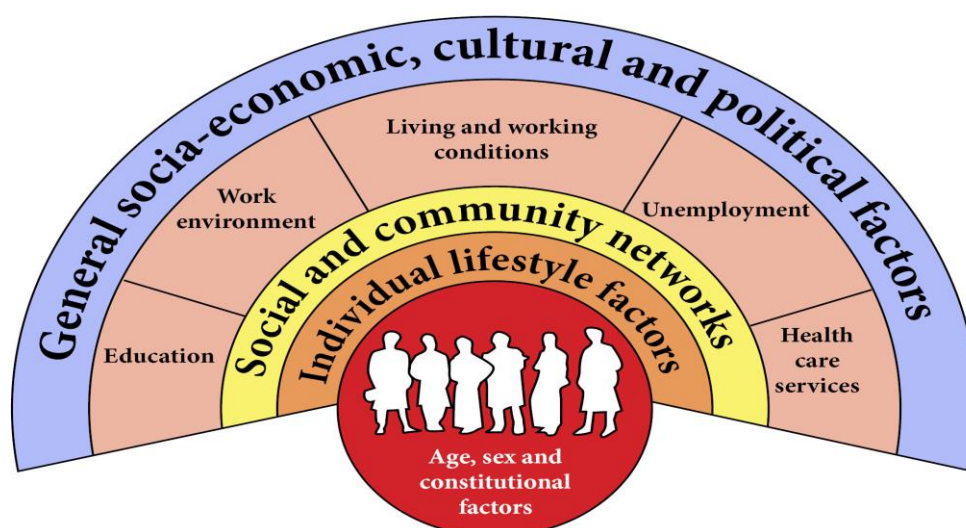 General socia-economic, cultural and political factors
Living and working
conditions
Work
environment
Unemployment
Education
Health
care
services
Social and community networks
Individual lifestyle factors
Age, sex and
constitutional
factors